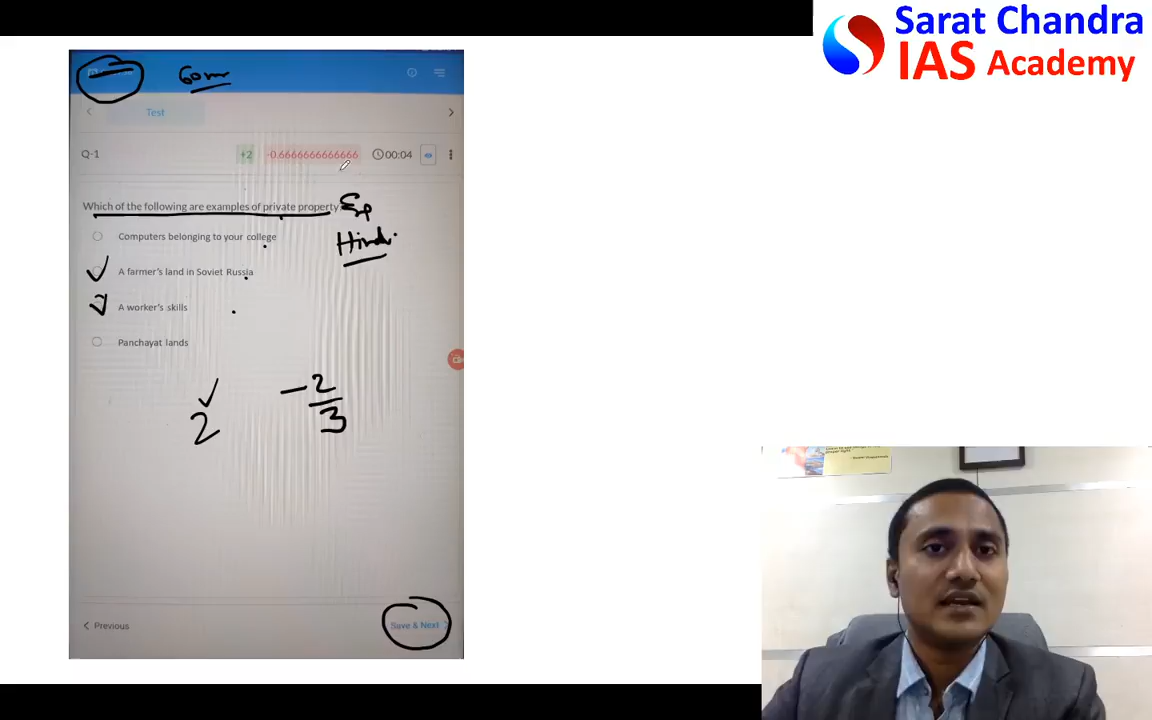 Sarat Chandra
IAS Academy
60m
Test
Q-1
+2
-0.6666666666666
00:04
Which of the following are examples of private property
Computers belonging to your college
Hindi
A farmer's land in Soviet Russia
A worker's skills
Panchayat lands
2
-2
3
Previous
Save & Next